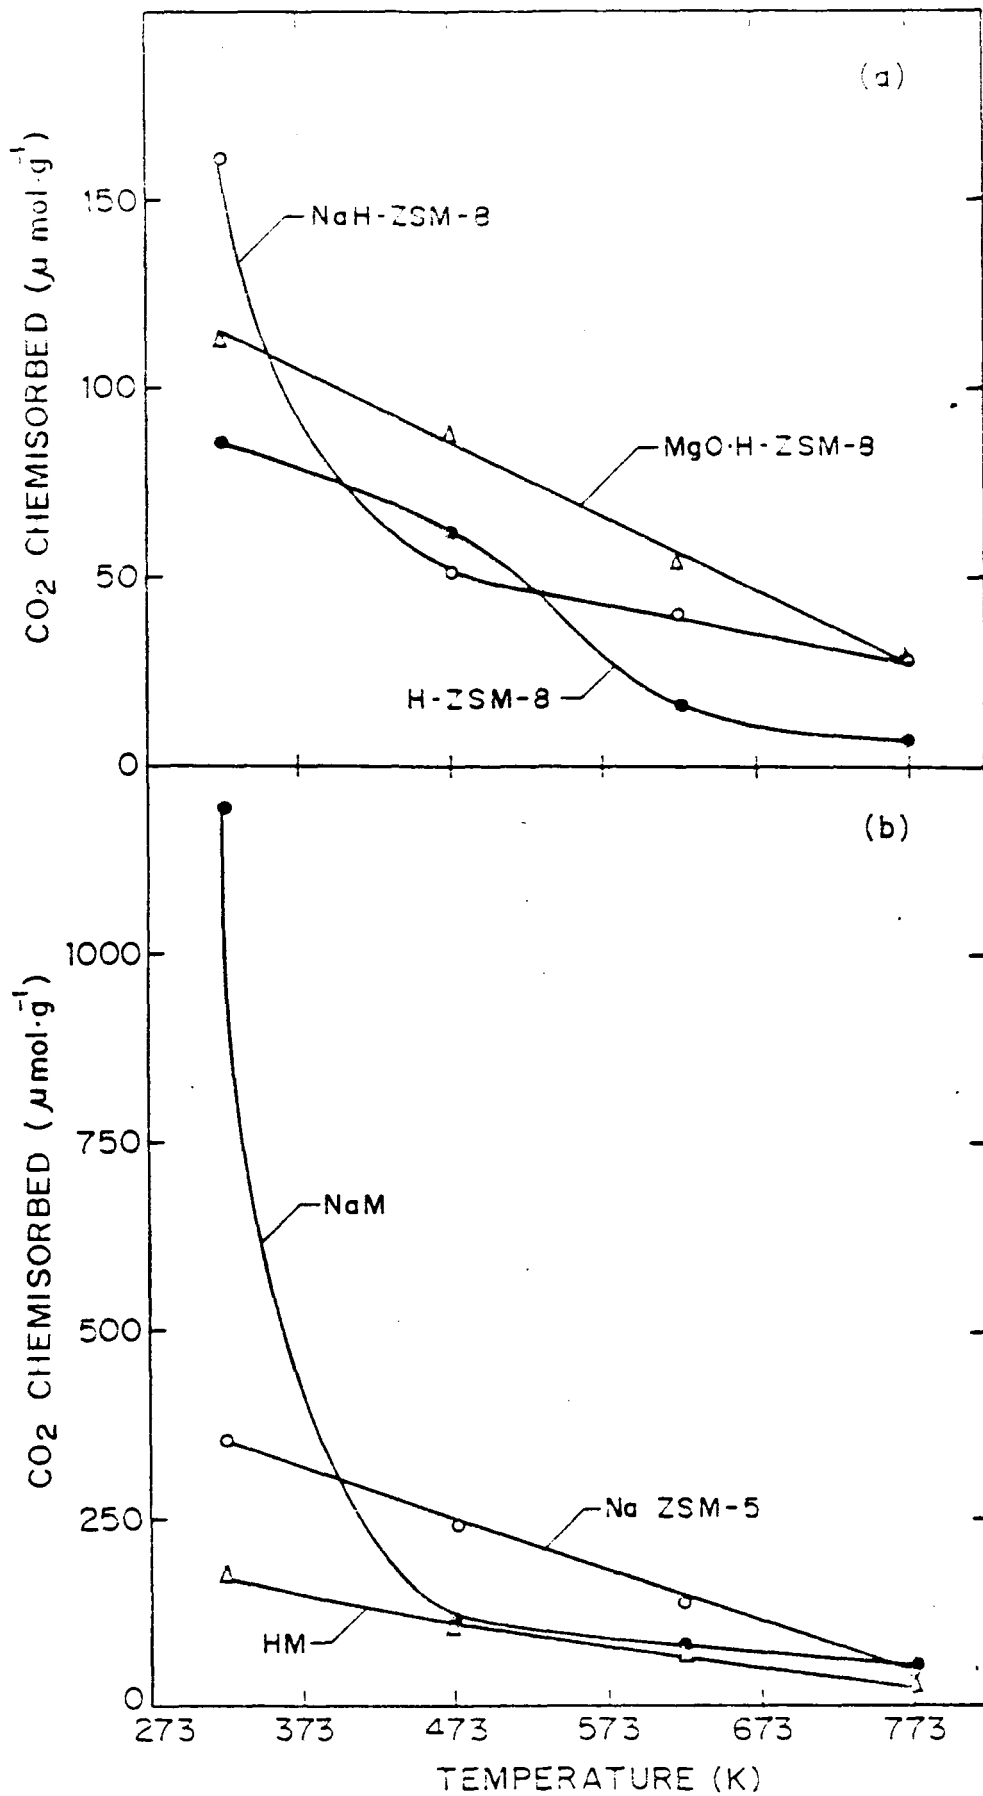 (a)
CO2 CHEMISORBED (μ mol·g-1)
150
100
50
0
NaH-ZSM-8
MgO·H-ZSM-8
H-ZSM-8
(b)
CO2 CHEMISORBED (μmol·g-1)
1000
750
500
250
0
NaM
Na ZSM-5
HM
273 373 473 573 673 773
TEMPERATURE (K)